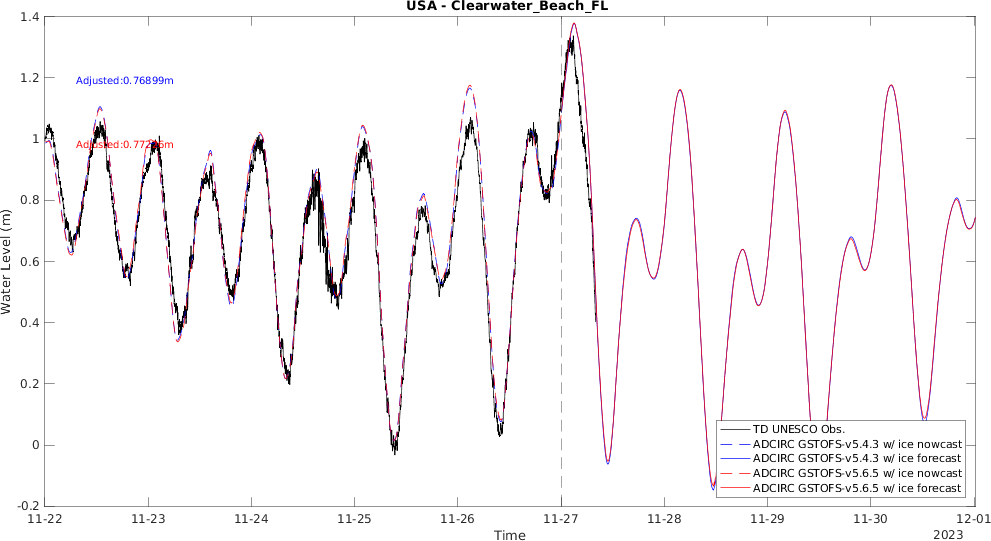 USA - Clearwater_Beach_FL
1.4
1.2
1
0.8
0.6
0.4
0.2
0
-0.2
Water Level (m)
Adjusted:0.76899m
TD UNESCO Obs.
ADCIRC GSTOFS-v5.4.3 w/ ice nowcast
ADCIRC GSTOFS-v5.4.3 w/ ice forecast
ADCIRC GSTOFS-v5.6.5 w/ ice nowcast
ADCIRC GSTOFS-v5.6.5 w/ ice forecast
11-22 11-23 11-24 11-25 11-26 11-27 11-28 11-29 11-30 12-01
Time
2023